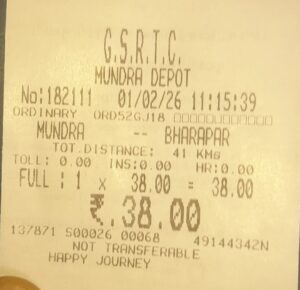 G.S.R.T.C.
MUNDRA DEPOT
No:182111 01/02/26 11:15:39
ORDINARY ORD52GJ18 □□□□□□□□□□□□
MUNDRA -- BHARAPAR
TOT.DISTANCE: 41 KMs
TOLL: 0.00 INS:0.00 HR:0.00
FULL : 1 x 38.00 = 38.00
₹.38.00
137871 S00026 00068 49144342N
NOT TRANSFERABLE
HAPPY JOURNEY